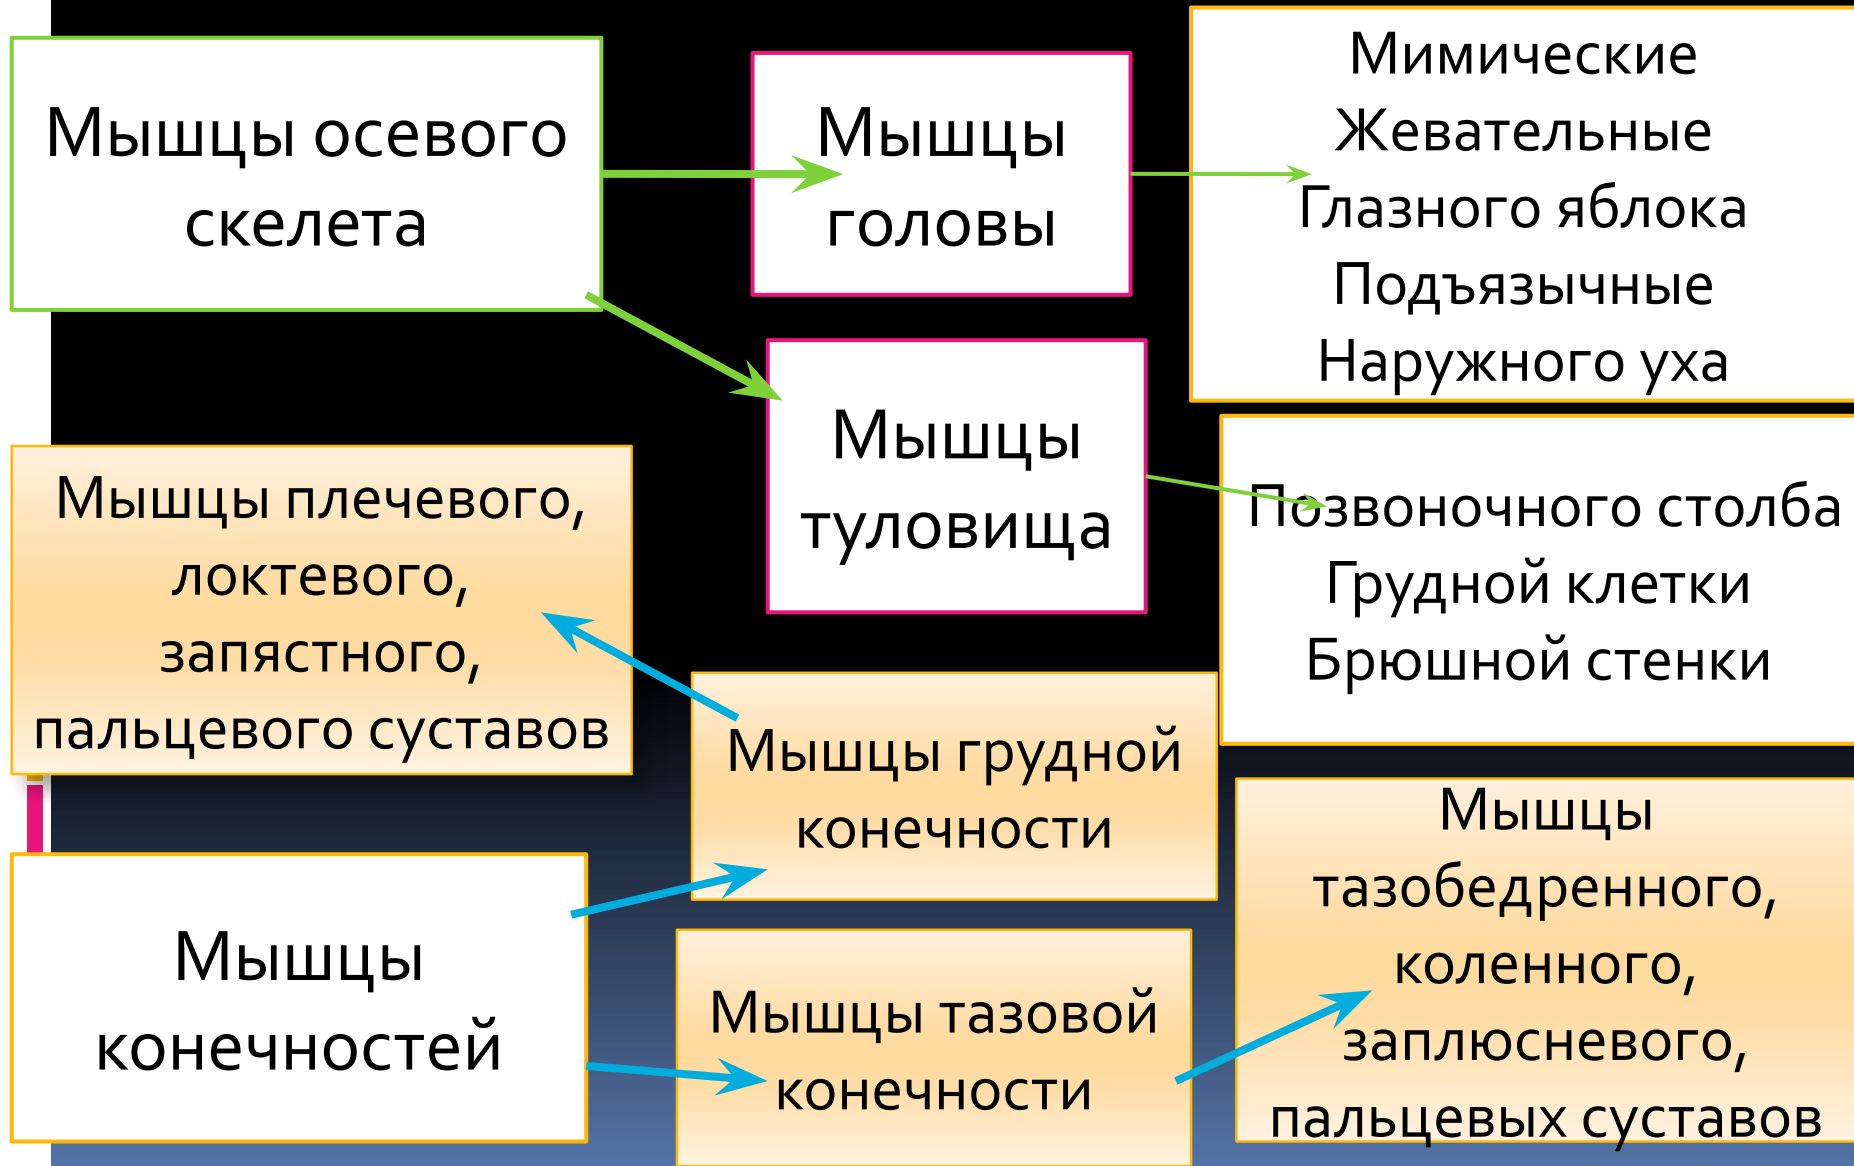 Мышцы осевого
скелета
Мышцы
головы
Мимические
Жевательные
Глазного яблока
Подъязычные
Наружного уха
Мышцы
туловища
Позвоночного столба
Грудной клетки
Брюшной стенки
Мышцы плечевого,
локтевого,
запястного,
пальцевого суставов
Мышцы грудной
конечности
Мышцы
конечностей
Мышцы тазовой
конечности
Мышцы
тазобедренного,
коленного,
заплюсневого,
пальцевых суставов